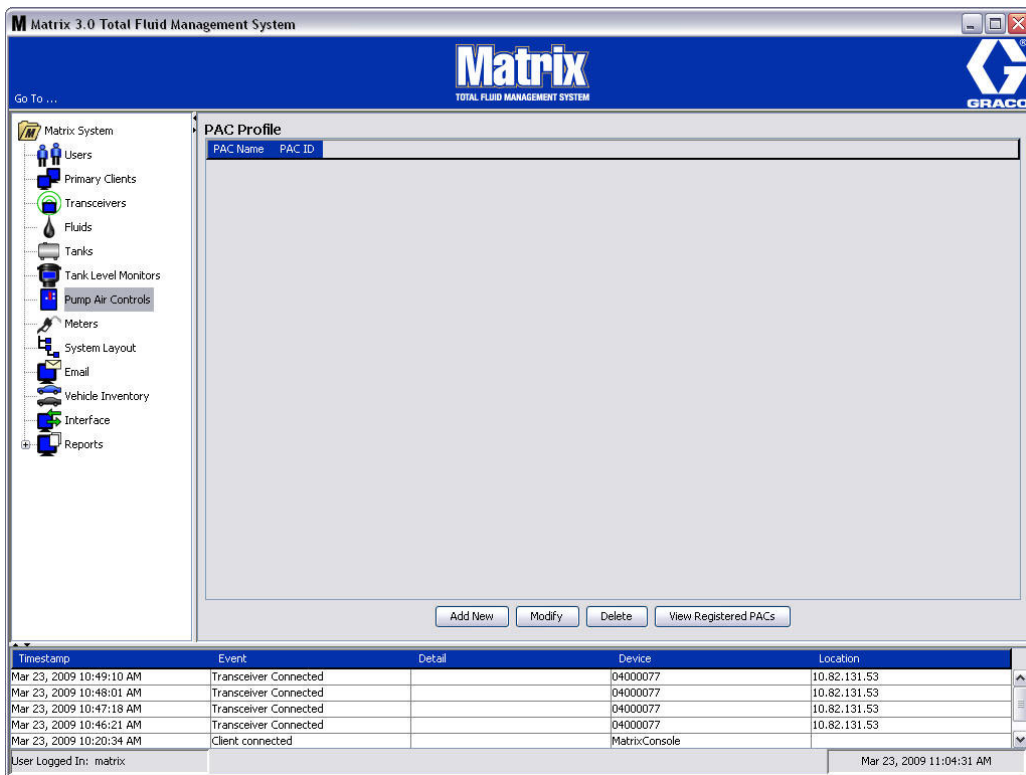 M Matrix 3.0 Total Fluid Management System
Matrix
TOTAL FLUID MANAGEMENT SYSTEM
Go To ...
GRACO
Matrix System
Users
Primary Clients
Transceivers
Fluids
Tanks
Tank Level Monitors
Pump Air Controls
Meters
System Layout
Email
Vehicle Inventory
Interface
Reports
PAC Profile
PAC Name PAC ID
Add New Modify Delete View Registered PACs
Timestamp Event Detail Device Location
Mar 23, 2009 10:49:10 AM Transceiver Connected 04000077 10.82.131.53
Mar 23, 2009 10:48:01 AM Transceiver Connected 04000077 10.82.131.53
Mar 23, 2009 10:47:18 AM Transceiver Connected 04000077 10.82.131.53
Mar 23, 2009 10:46:21 AM Transceiver Connected 04000077 10.82.131.53
Mar 23, 2009 10:20:34 AM Client connected MatrixConsole
User Logged In: matrix Mar 23, 2009 11:04:31 AM